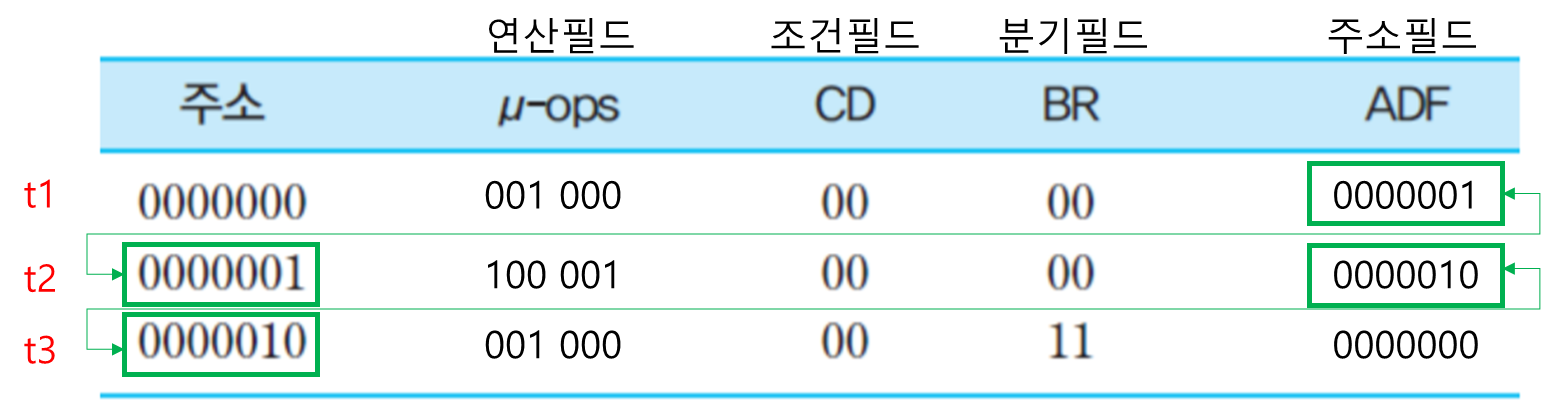 연산필드 조건필드 분기필드 주소필드
주소 μ-ops CD BR ADF
t1 0000000 001 000 00 00 0000001
t2 0000001 100 001 00 00 0000010
t3 0000010 001 000 00 11 0000000